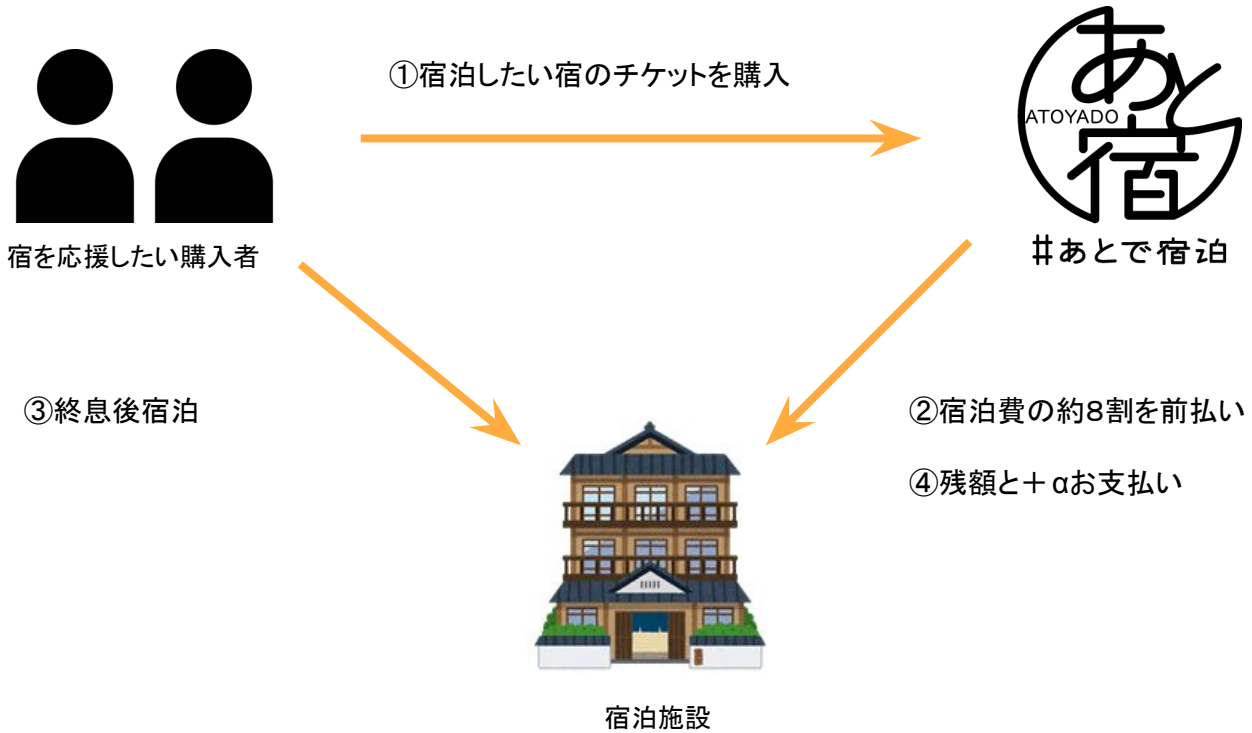 ①宿泊したい宿のチケットを購入
あと
ATOYADO
宿
#あとで宿泊
宿を応援したい購入者
③終息後宿泊
②宿泊費の約8割を前払い
④残額と+αお支払い
宿泊施設